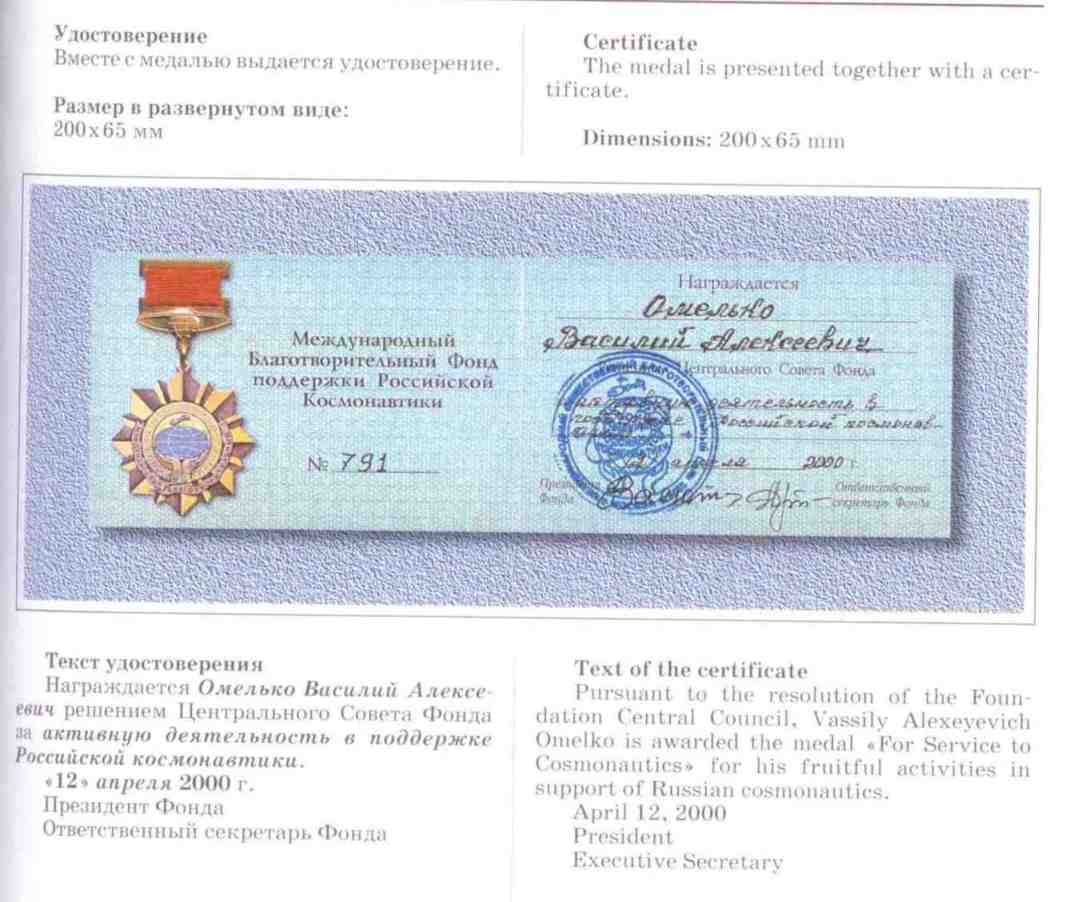 Удостоверение
Вместе с медалью выдается удостоверение.
Размер в развернутом виде:
200х65 мм
Certificate
The medal is presented together with a cer-
tificate.
Dimensions: 200x65 mm
Международный
Благотворительный Фонд
поддержки Российской
Космонавтики
№ 791
Награждается
Омелько
Василий Алексеевич
Центрального Совета Фонда
деятельность в
Российской космонав-
апреля 2000 г.
Президент
Фонда
Ответственный
секретарь Фонда
Текст удостоверения
Награждается Омелько Василий Алексе-
евич решением Центрального Совета Фонда
за активную деятельность в поддержке
Российской космонавтики.
«12» апреля 2000 г.
Президент Фонда
Ответственный секретарь Фонда
Text of the certificate
Pursuant to the resolution of the Foun-
dation Central Council, Vassily Alexeyevich
Omelko is awarded the medal «For Service to
Cosmonautics» for his fruitful activities in
support of Russian cosmonautics.
April 12, 2000
President
Executive Secretary